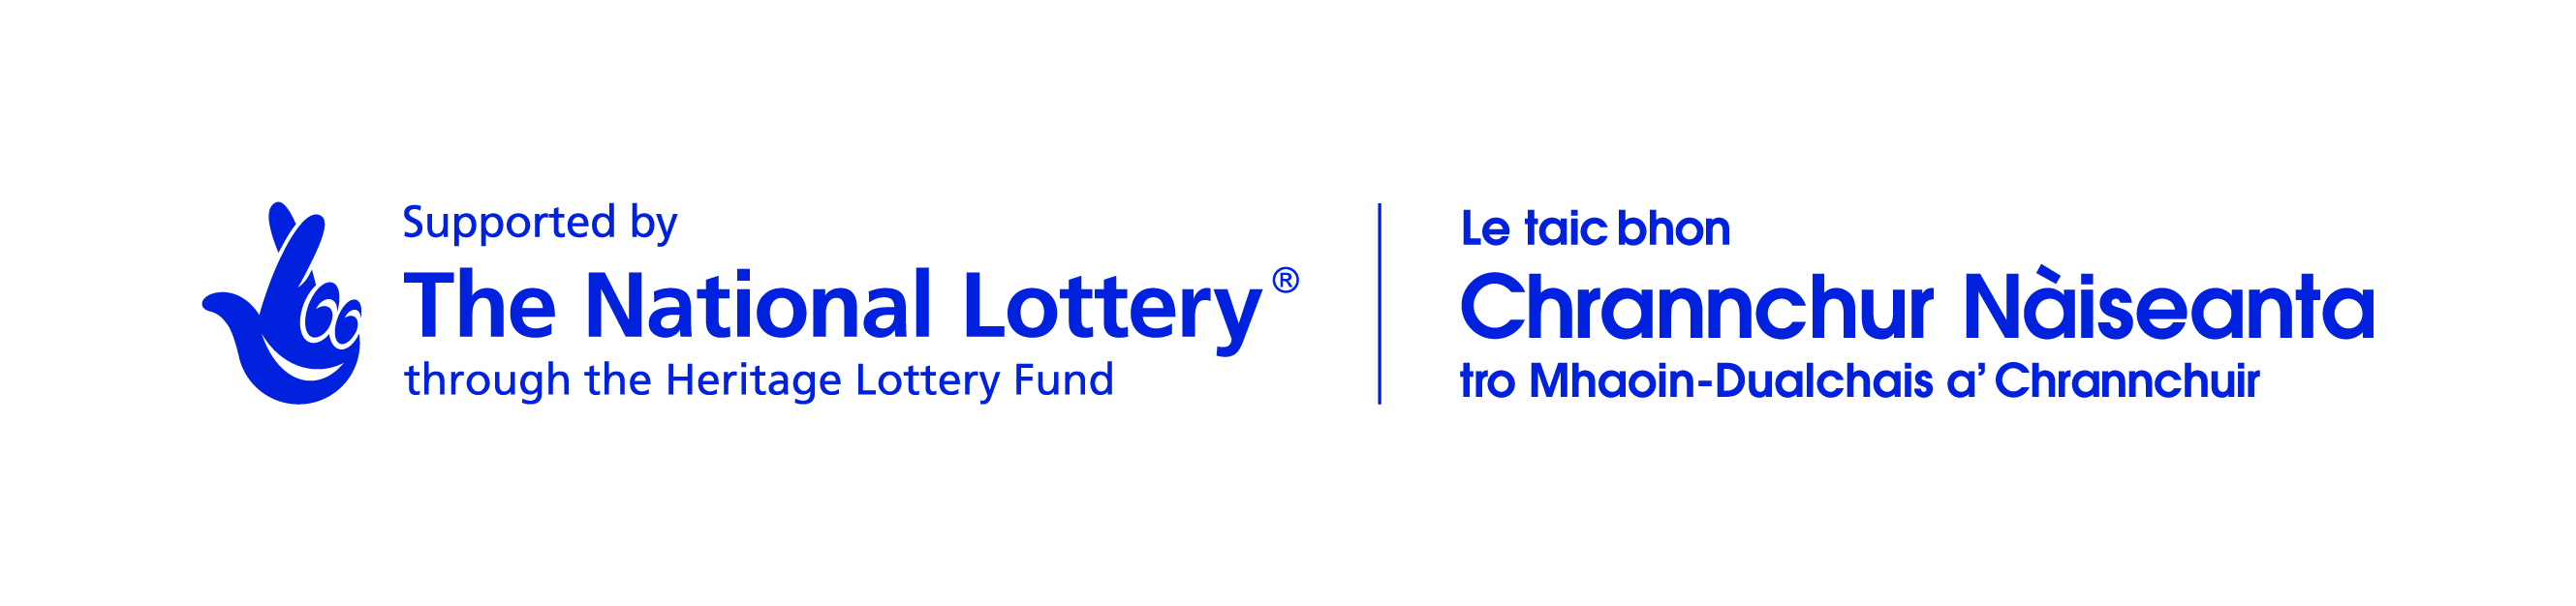 Supported by
The National Lottery®
through the Heritage Lottery Fund
Le taic bhon
Chrannchur Nàiseanta
tro Mhaoin-Dualchais a’ Chrannchuir